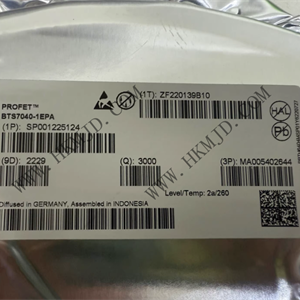 PROFET™
BTS7040-1EPA
(1P): SP001225124
(1T): ZF220139B10
HAL
Pb
(9D): 2229
(Q): 3000
(3P): MA005402644
Level/Temp: 2a/260
Diffused in GERMANY, Assembled in INDONESIA
WWW.HKMJD.COM